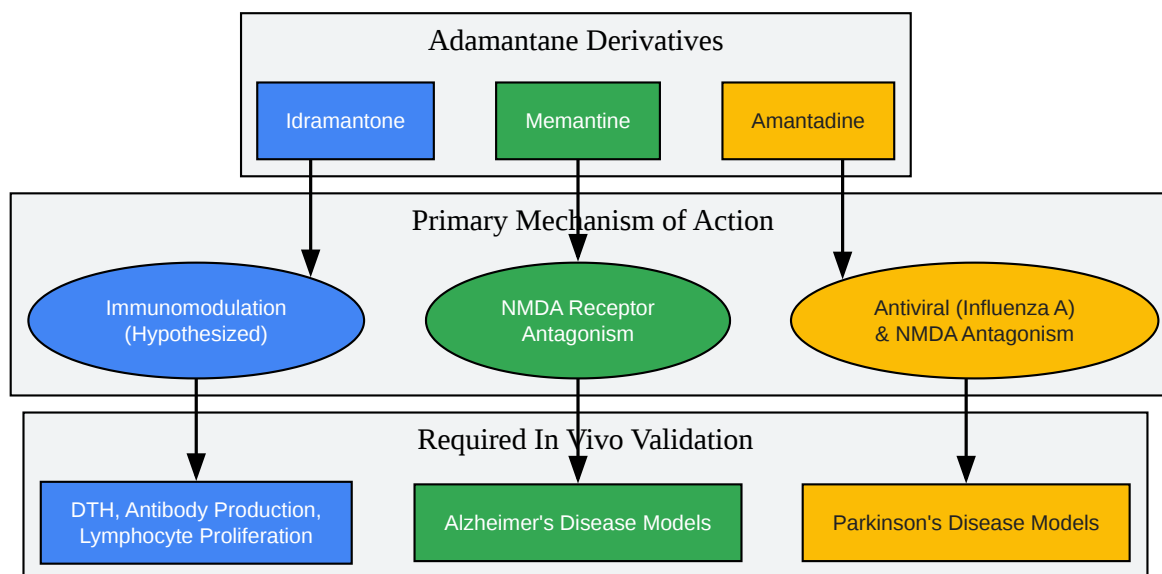 Adamantane Derivatives
Idramantone
Memantine
Amantadine
Primary Mechanism of Action
Immunomodulation
(Hypothesized)
NMDA Receptor
Antagonism
Antiviral (Influenza A)
& NMDA Antagonism
Required In Vivo Validation
DTH, Antibody Production,
Lymphocyte Proliferation
Alzheimer's Disease Models
Parkinson's Disease Models